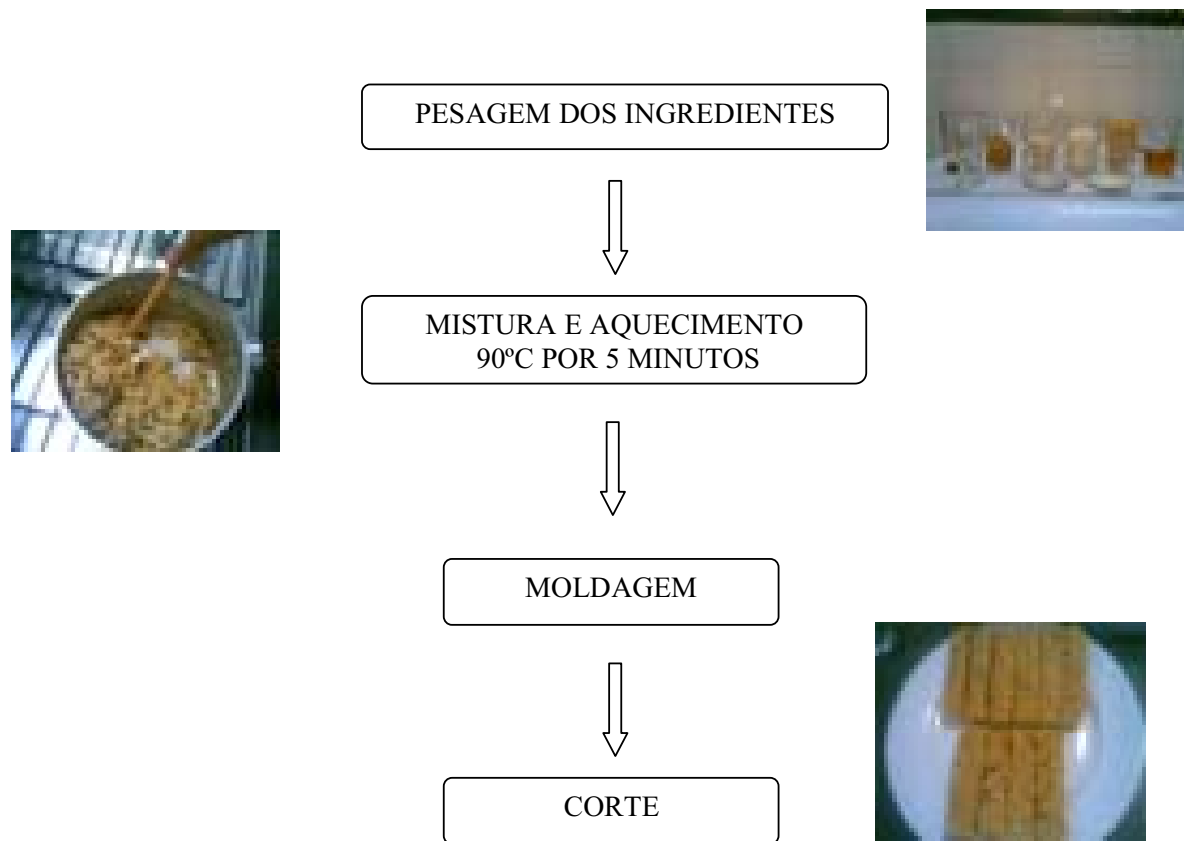 PESAGEM DOS INGREDIENTES
MISTURA E AQUECIMENTO
90ºC POR 5 MINUTOS
MOLDAGEM
CORTE